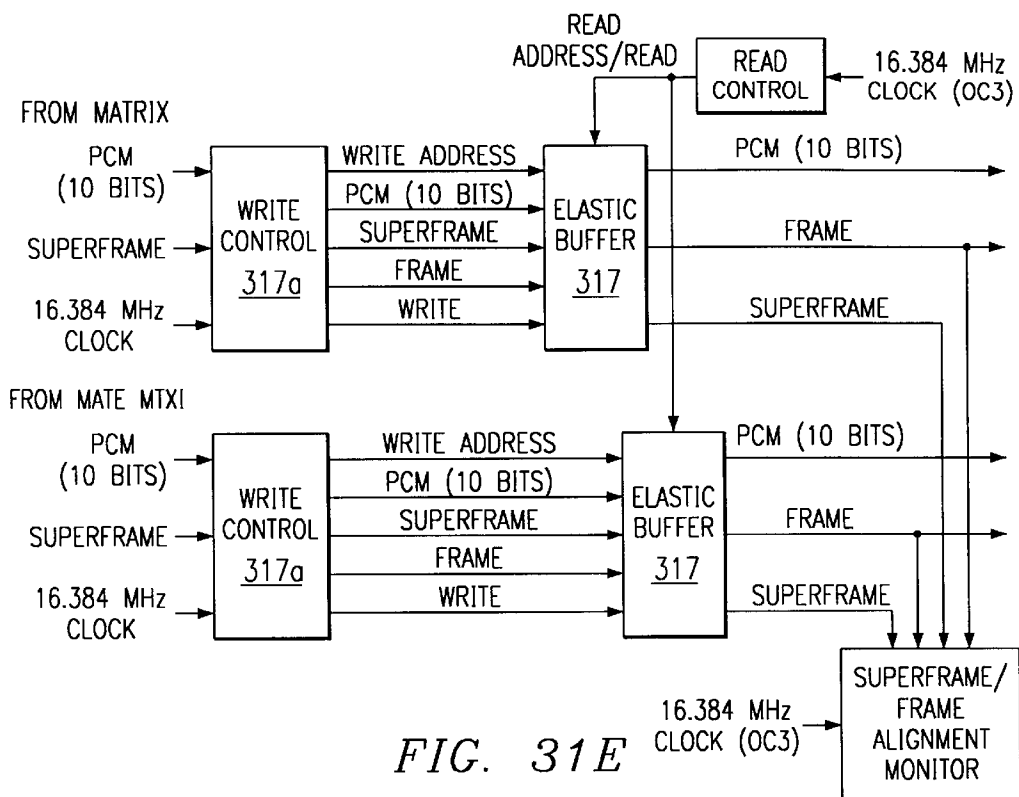 READ
ADDRESS/READ
READ
CONTROL
16.384 MHz
CLOCK (OC3)
FROM MATRIX
PCM
(10 BITS)
SUPERFRAME
16.384 MHz
CLOCK
WRITE
CONTROL
317a
WRITE ADDRESS
PCM (10 BITS)
SUPERFRAME
FRAME
WRITE
ELASTIC
BUFFER
317
PCM (10 BITS)
FRAME
SUPERFRAME
FROM MATE MTXI
PCM
(10 BITS)
SUPERFRAME
16.384 MHz
CLOCK
WRITE
CONTROL
317a
WRITE ADDRESS
PCM (10 BITS)
SUPERFRAME
FRAME
WRITE
ELASTIC
BUFFER
317
PCM (10 BITS)
FRAME
SUPERFRAME
16.384 MHz
CLOCK (OC3)
SUPERFRAME/
FRAME
ALIGNMENT
MONITOR
FIG. 31E